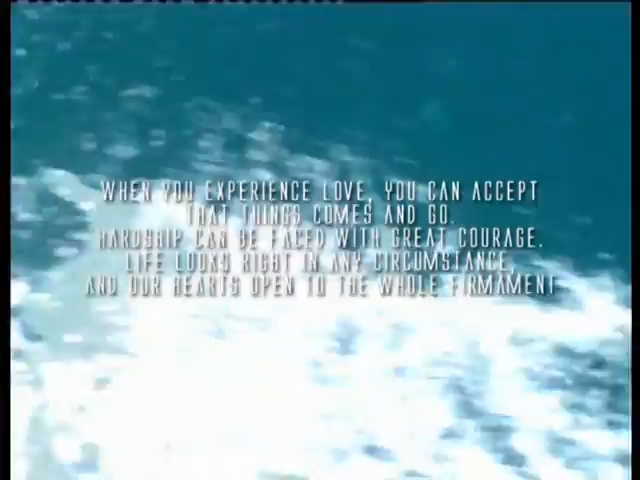 WHEN YOU EXPERIENCE LOVE, YOU CAN ACCEPT
THAT THINGS COMES AND GO.
HARDSHIP CAN BE FACED WITH GREAT COURAGE.
LIFE LOOKS RIGHT IN ANY CIRCUMSTANCE,
AND OUR HEARTS OPEN TO THE WHOLE FIRMAMENT